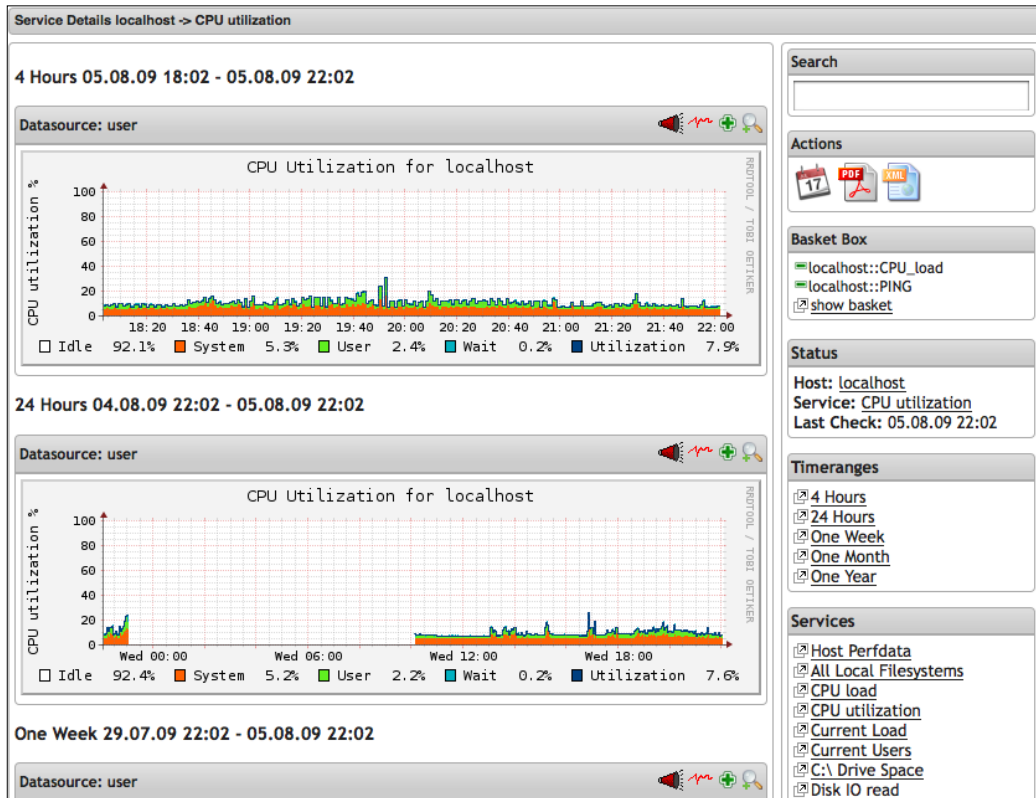 Service Details localhost -> CPU utilization
4 Hours 05.08.09 18:02 - 05.08.09 22:02
Datasource: user
CPU Utilization for localhost
RRDTOOL / TOBI OETIKER
CPU utilization %
100
80
60
40
20
0
18:20 18:40 19:00 19:20 19:40 20:00 20:20 20:40 21:00 21:20 21:40 22:00
Idle 92.1% System 5.3% User 2.4% Wait 0.2% Utilization 7.9%
24 Hours 04.08.09 22:02 - 05.08.09 22:02
Datasource: user
CPU Utilization for localhost
RRDTOOL / TOBI OETIKER
CPU utilization %
100
80
60
40
20
0
Wed 00:00 Wed 06:00 Wed 12:00 Wed 18:00
Idle 92.4% System 5.2% User 2.2% Wait 0.2% Utilization 7.6%
One Week 29.07.09 22:02 - 05.08.09 22:02
Datasource: user
Search
Actions
17 PDF XML
Basket Box
localhost::CPU_load
localhost::PING
show basket
Status
Host: localhost
Service: CPU utilization
Last Check: 05.08.09 22:02
Timeranges
4 Hours
24 Hours
One Week
One Month
One Year
Services
Host Perfdata
All Local Filesystems
CPU load
CPU utilization
Current Load
Current Users
C:\ Drive Space
Disk IO read